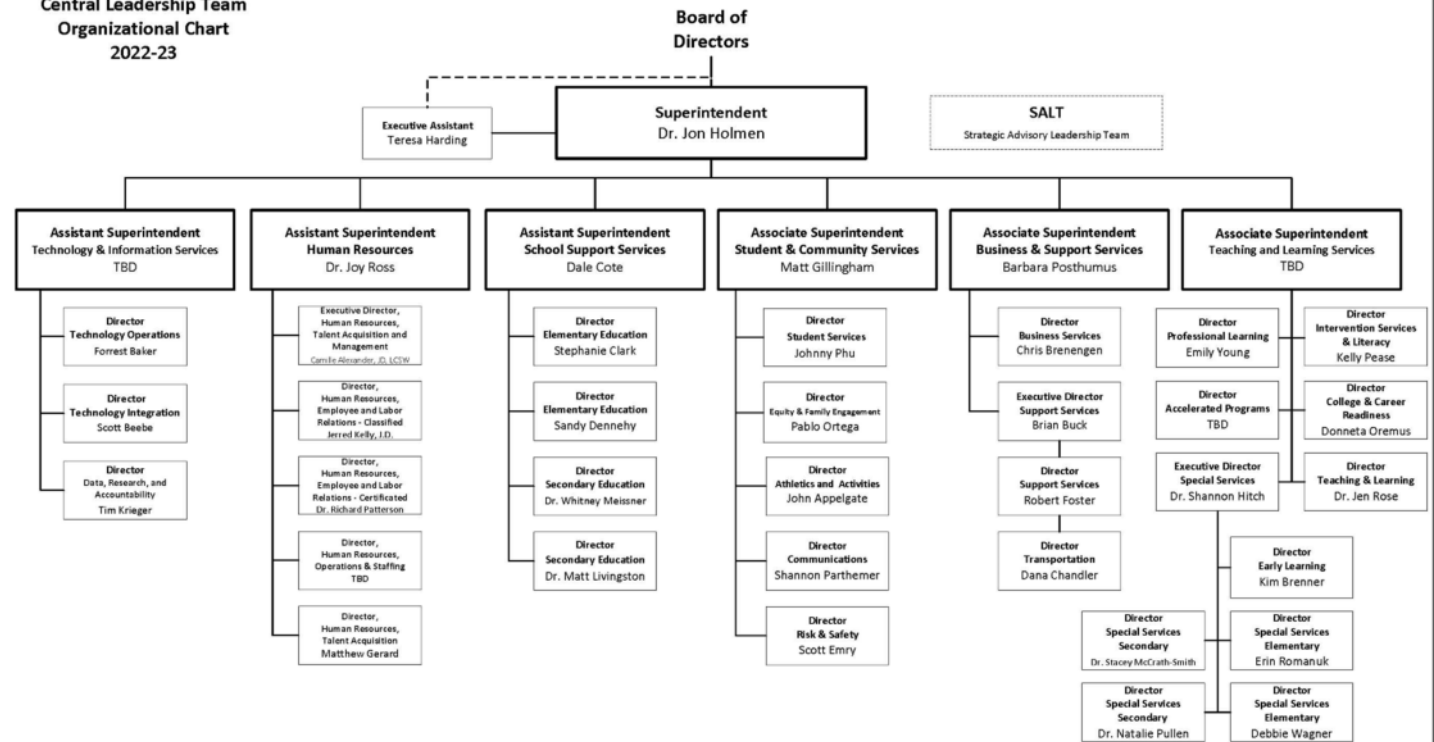 Central Leadership Team
Organizational Chart
2022-23
Board of
Directors
Executive Assistant
Teresa Harding
Superintendent
Dr. Jon Holmen
SALT
Strategic Advisory Leadership Team
Assistant Superintendent
Technology & Information Services
TBD
Assistant Superintendent
Human Resources
Dr. Joy Ross
Assistant Superintendent
School Support Services
Dale Cote
Associate Superintendent
Student & Community Services
Matt Gillingham
Associate Superintendent
Business & Support Services
Barbara Posthumus
Associate Superintendent
Teaching and Learning Services
TBD
Director
Technology Operations
Forrest Baker
Director
Technology Integration
Scott Beebe
Director
Data, Research, and
Accountability
Tim Krieger
Executive Director,
Human Resources,
Talent Acquisition and
Management
Camille Alexander, JD, LCSW
Director,
Human Resources,
Employee and Labor
Relations - Classified
Jerred Kelly, J.D.
Director,
Human Resources,
Employee and Labor
Relations - Certificated
Dr. Richard Patterson
Director,
Human Resources,
Operations & Staffing
TBD
Director,
Human Resources,
Talent Acquisition
Matthew Gerard
Director
Elementary Education
Stephanie Clark
Director
Elementary Education
Sandy Dennehy
Director
Secondary Education
Dr. Whitney Meissner
Director
Secondary Education
Dr. Matt Livingston
Director
Student Services
Johnny Phu
Director
Equity & Family Engagement
Pablo Ortega
Director
Athletics and Activities
John Appelgate
Director
Communications
Shannon Parthemer
Director
Risk & Safety
Scott Emry
Director
Business Services
Chris Brenengen
Executive Director
Support Services
Brian Buck
Director
Support Services
Robert Foster
Director
Transportation
Dana Chandler
Director
Professional Learning
Emily Young
Director
Intervention Services
& Literacy
Kelly Pease
Director
Accelerated Programs
TBD
Director
College & Career
Readiness
Donneta Oremus
Executive Director
Special Services
Dr. Shannon Hitch
Director
Teaching & Learning
Dr. Jen Rose
Director
Early Learning
Kim Brenner
Director
Special Services
Secondary
Dr. Stacey McCrath-Smith
Director
Special Services
Elementary
Erin Romanuk
Director
Special Services
Secondary
Dr. Natalie Pullen
Director
Special Services
Elementary
Debbie Wagner